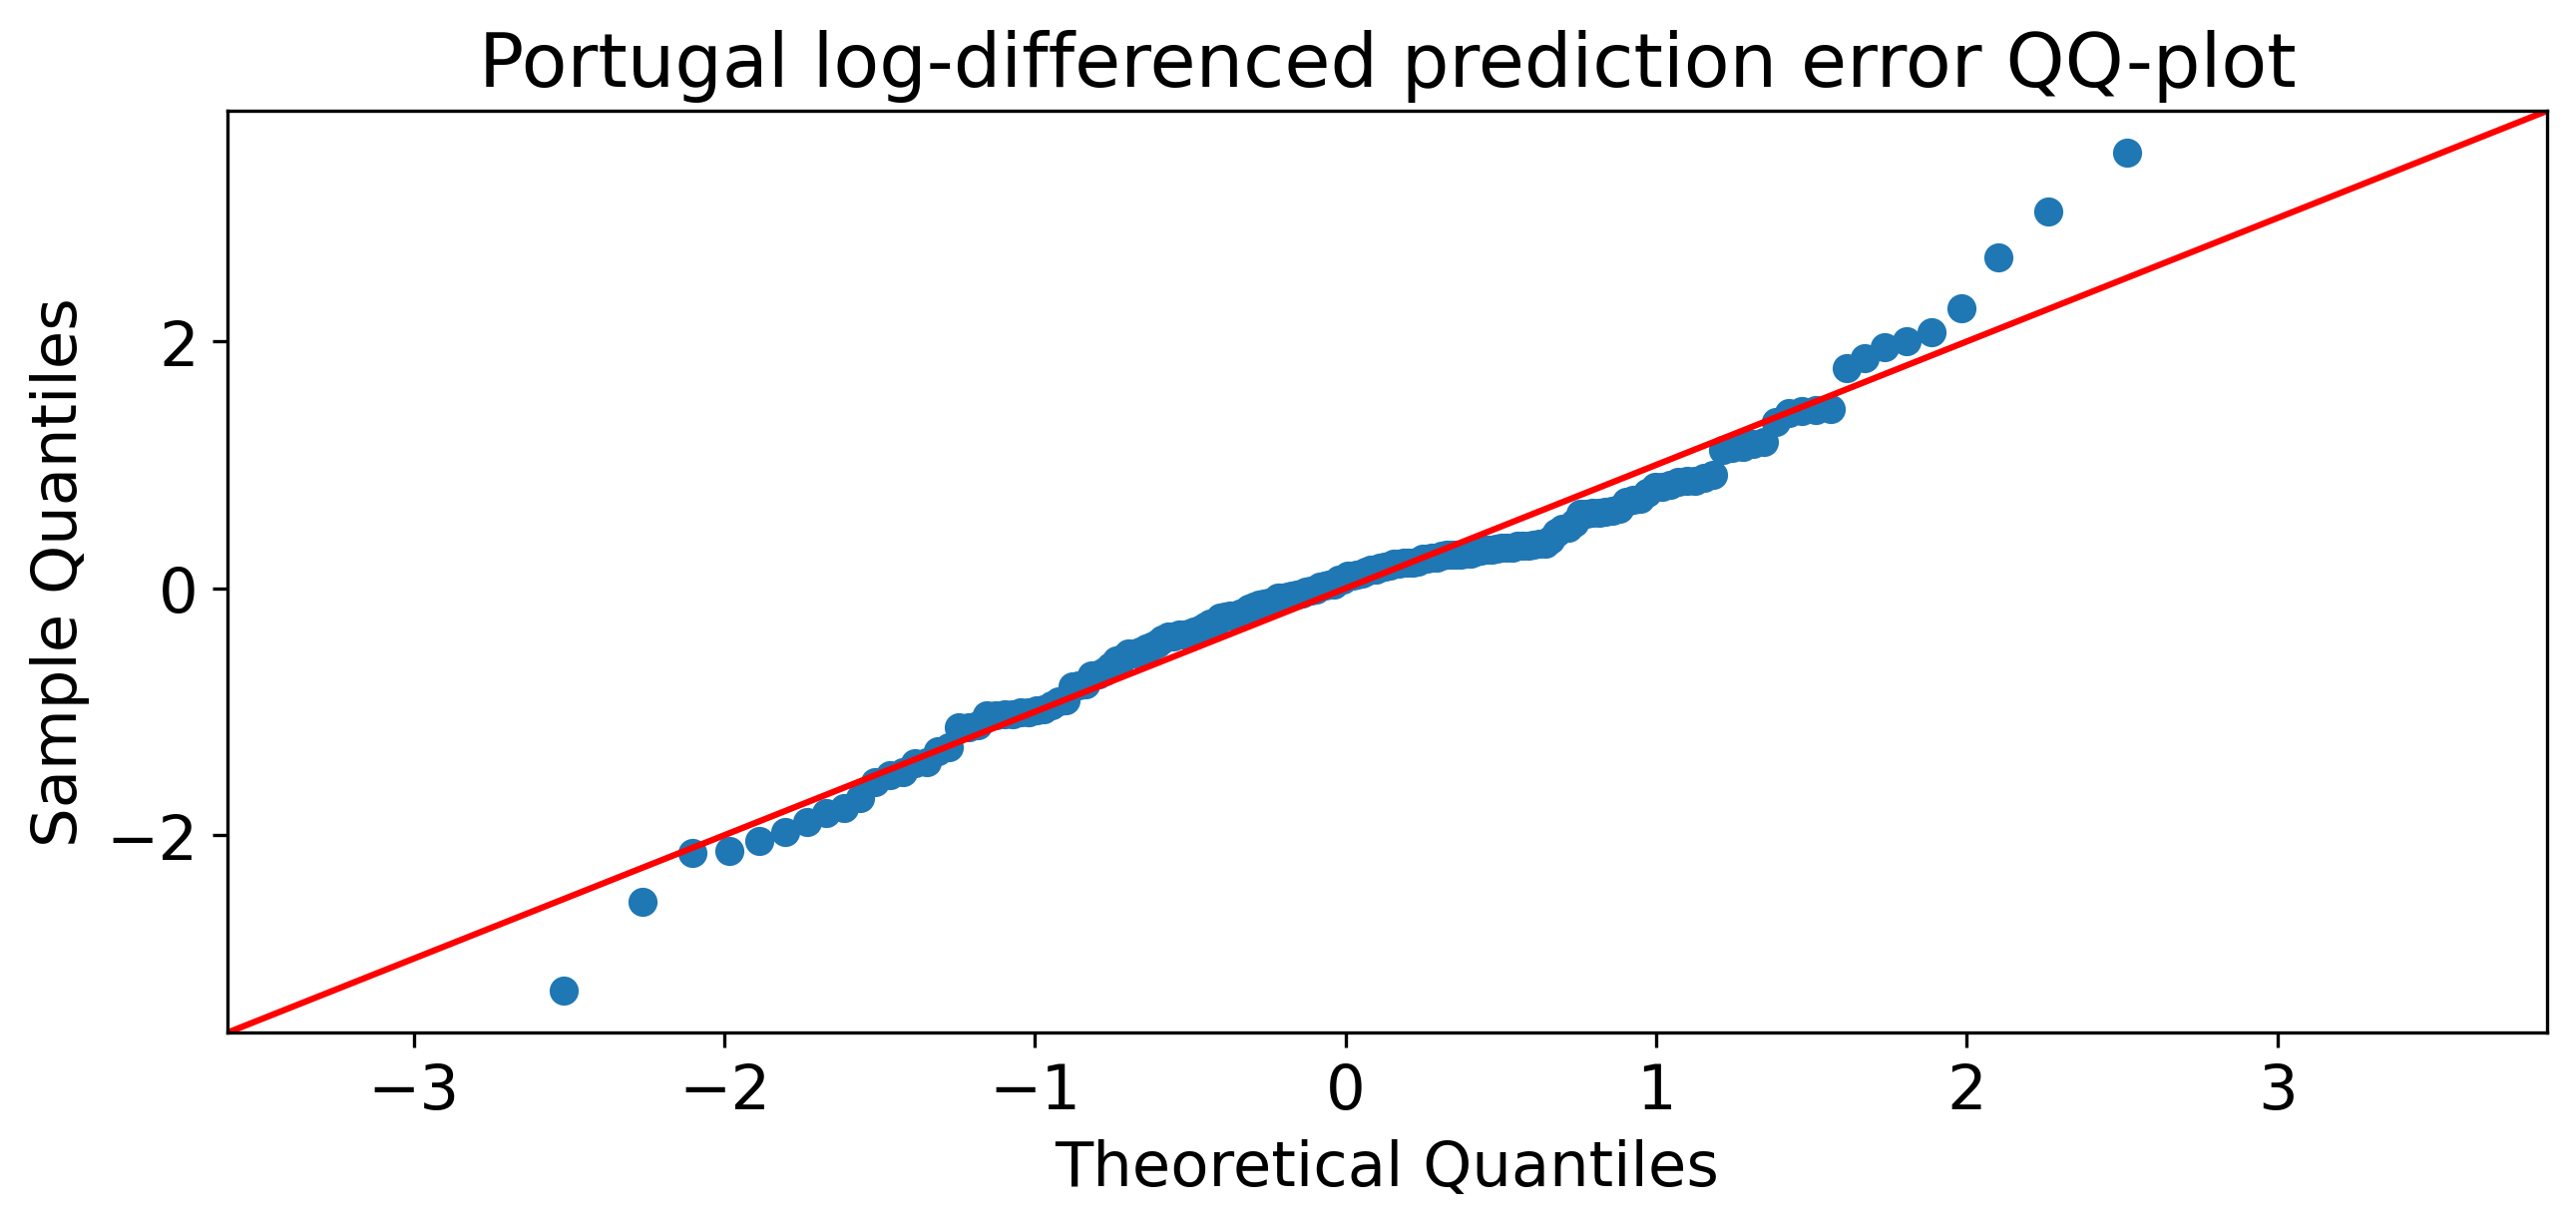 Portugal log-differenced prediction error QQ-plot
Sample Quantiles
2
0
−2
−3 −2 −1 0 1 2 3
Theoretical Quantiles